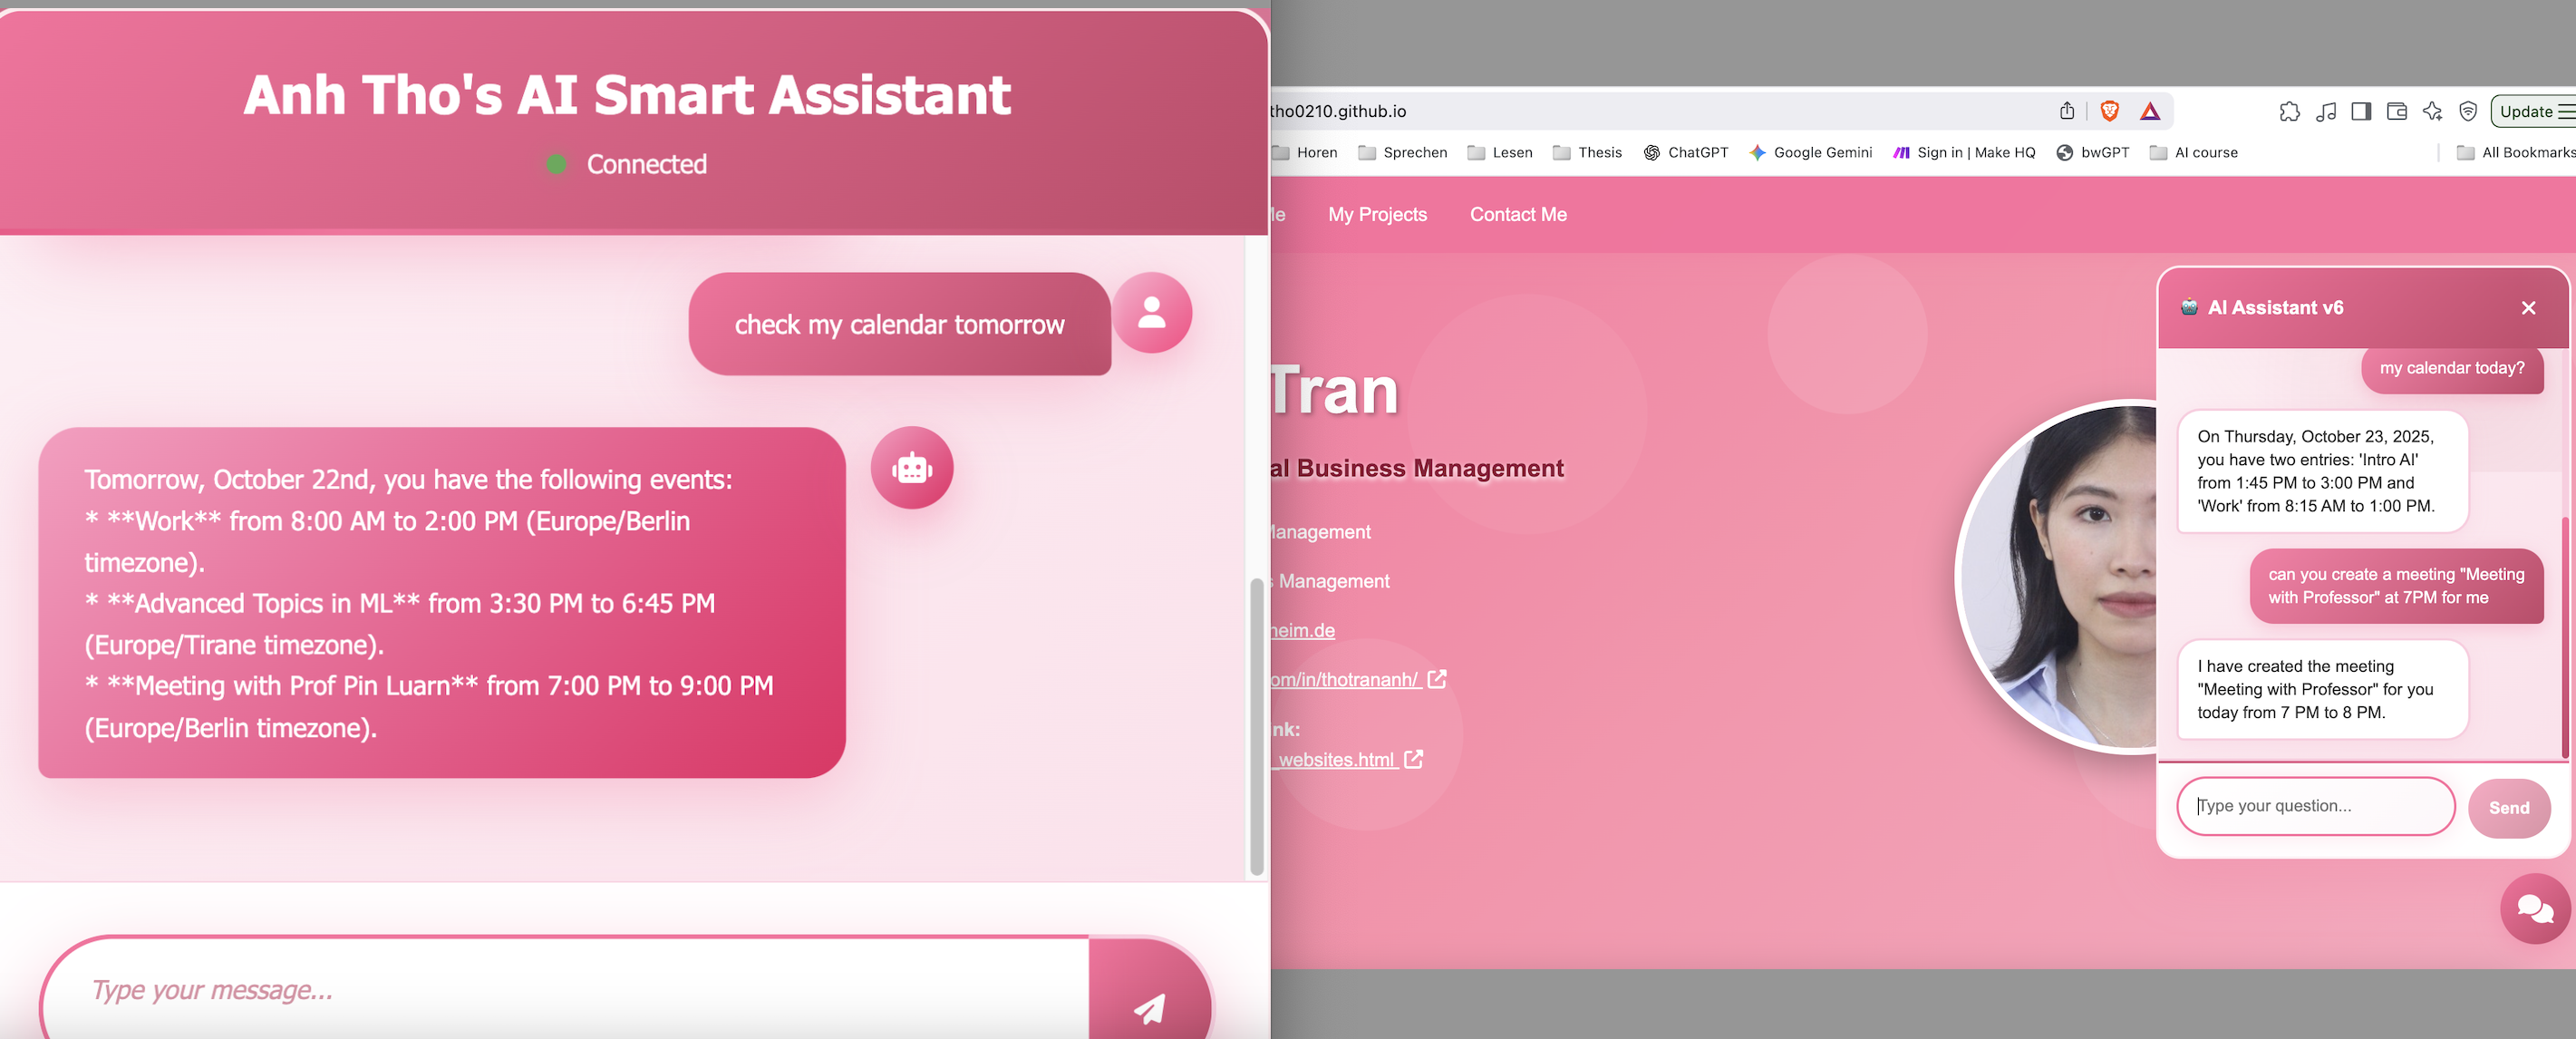 Anh Tho's AI Smart Assistant
Connected
check my calendar tomorrow
Tomorrow, October 22nd, you have the following events:
* **Work** from 8:00 AM to 2:00 PM (Europe/Berlin
timezone).
* **Advanced Topics in ML** from 3:30 PM to 6:45 PM
(Europe/Tirane timezone).
* **Meeting with Prof Pin Luarn** from 7:00 PM to 9:00 PM
(Europe/Berlin timezone).
Type your message...
tho0210.github.io
Update
Horen Sprechen Lesen Thesis ChatGPT Google Gemini Sign in | Make HQ bwGPT AI course All Bookmarks
Me My Projects Contact Me
Tran
al Business Management
Management
s Management
heim.de
om/in/thotrananh/
ink:
_websites.html
AI Assistant v6
my calendar today?
On Thursday, October 23, 2025,
you have two entries: 'Intro AI'
from 1:45 PM to 3:00 PM and
'Work' from 8:15 AM to 1:00 PM.
can you create a meeting "Meeting
with Professor" at 7PM for me
I have created the meeting
"Meeting with Professor" for you
today from 7 PM to 8 PM.
Type your question...
Send